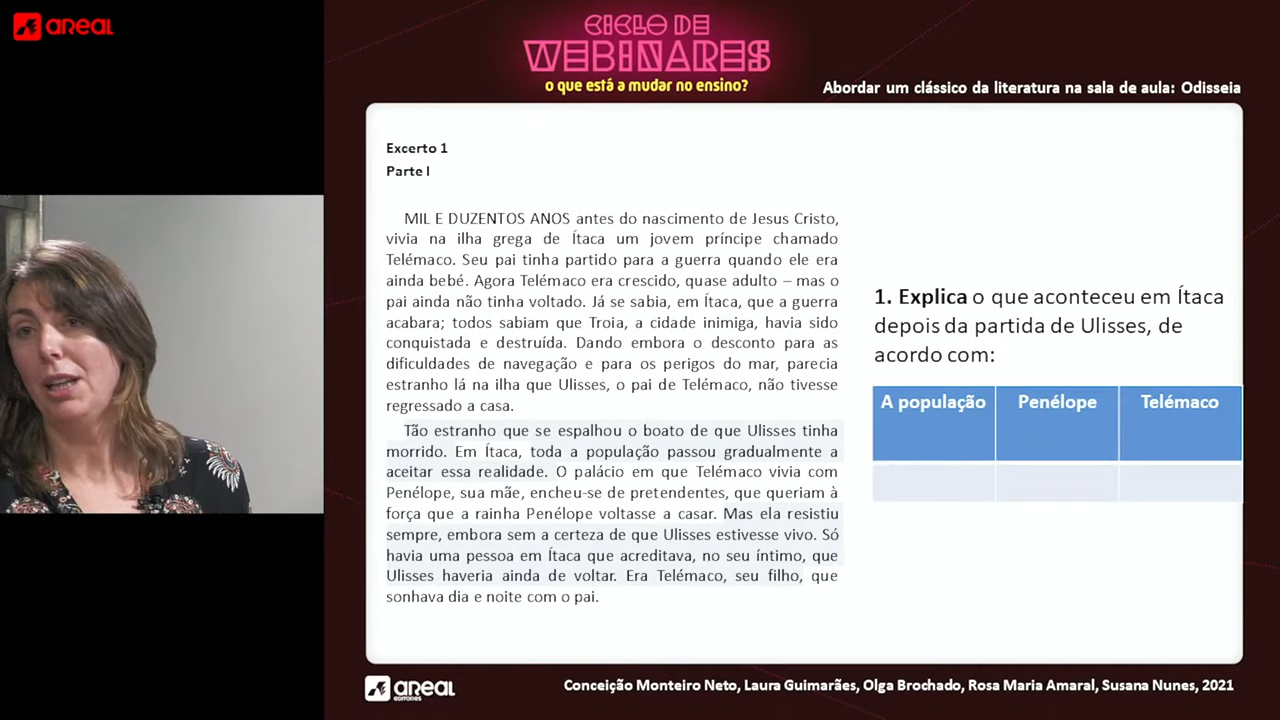 AREAL
CICLO DE
WEBINARES
o que está a mudar no ensino?
Abordar um clássico da literatura na sala de aula: Odisseia
Excerto 1
Parte I
MIL E DUZENTOS ANOS antes do nascimento de Jesus Cristo,
vivia na ilha grega de Ítaca um jovem príncipe chamado
Telémaco. Seu pai tinha partido para a guerra quando ele era
ainda bebé. Agora Telémaco era crescido, quase adulto – mas o
pai ainda não tinha voltado. Já se sabia, em Ítaca, que a guerra
acabara; todos sabiam que Troia, a cidade inimiga, havia sido
conquistada e destruída. Dando embora o desconto para as
dificuldades de navegação e para os perigos do mar, parecia
estranho lá na ilha que Ulisses, o pai de Telémaco, não tivesse
regressado a casa.
Tão estranho que se espalhou o boato de que Ulisses tinha
morrido. Em Ítaca, toda a população passou gradualmente a
aceitar essa realidade. O palácio em que Telémaco vivia com
Penélope, sua mãe, encheu-se de pretendentes, que queriam à
força que a rainha Penélope voltasse a casar. Mas ela resistiu
sempre, embora sem a certeza de que Ulisses estivesse vivo. Só
havia uma pessoa em Ítaca que acreditava, no seu íntimo, que
Ulisses haveria ainda de voltar. Era Telémaco, seu filho, que
sonhava dia e noite com o pai.
1. Explica o que aconteceu em Ítaca
depois da partida de Ulisses, de
acordo com:
A população Penélope Telémaco
AREAL
EDITORES
Conceição Monteiro Neto, Laura Guimarães, Olga Brochado, Rosa Maria Amaral, Susana Nunes, 2021